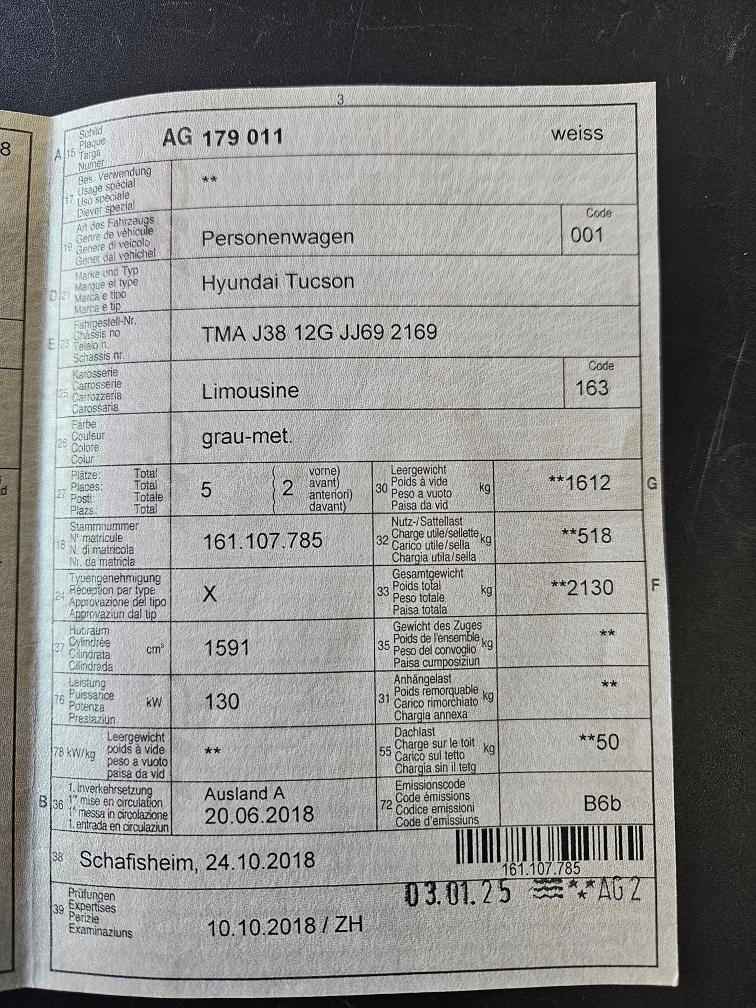 3
8
A 15 Schild
Plaque
Targa
Numer
AG 179 011 weiss
17 Bes. Verwendung
Usage spécial
Uso speciale
Diever spezial
**
19 Art des Fahrzeugs
Genre de véhicule
Genere di veicolo
Gener dal vehichel
Personenwagen
Code
001
D 21 Marke und Typ
Marque et type
Marca e tipo
Marca e tip
Hyundai Tucson
E 23 Fahrgestell-Nr.
Châssis no
Telaio n.
Schassis nr.
TMA J38 12G JJ69 2169
25 Karosserie
Carrosserie
Carrozzeria
Carossaria
Limousine
Code
163
26 Farbe
Couleur
Colore
Colur
grau-met.
27 Plätze: Total
Places: Total
Posti: Totale
Plazs: Total
5
(2 vorne)
avant)
anteriori)
davant)
30 Leergewicht
Poids à vide kg
Peso a vuoto
Paisa da vid
**1612 G
18 Stammnummer
N° matricule
N. di matricola
Nr. da matricla
161.107.785
32 Nutz-/Sattellast
Charge utile/sellette kg
Carico utile/sella
Chargia utila/sella
**518
24 Typengenehmigung
Réception par type
Approvazione del tipo
Approvaziun dal tip
X
33 Gesamtgewicht
Poids total kg
Peso totale
Paisa totala
**2130 F
37 Hubraum
Cylindrée cm³
Cilindrata
Cilindrada
1591
35 Gewicht des Zuges
Poids de l'ensemble kg
Peso del convoglio
Paisa cumposiziun
**
76 Leistung
Puissance kW
Potenza
Prestaziun
130
31 Anhängelast
Poids remorquable kg
Carico rimorchiato
Chargia annexa
**
78 kW/kg Leergewicht
poids à vide
peso a vuoto
paisa da vid
**
55 Dachlast
Charge sur le toit kg
Carico sul tetto
Chargia sin il tetg
**50
B 36 1. Inverkehrsetzung
1re mise en circulation
1a messa in circolazione
1. entrada en circulaziun
Ausland A
20.06.2018
72 Emissionscode
Code émissions
Codice emissioni
Code d'emissiuns
B6b
38 Schafisheim, 24.10.2018
161.107.785
03.01.25 AG 2
39 Prüfungen
Expertises
Perizie
Examinaziuns
10.10.2018 / ZH